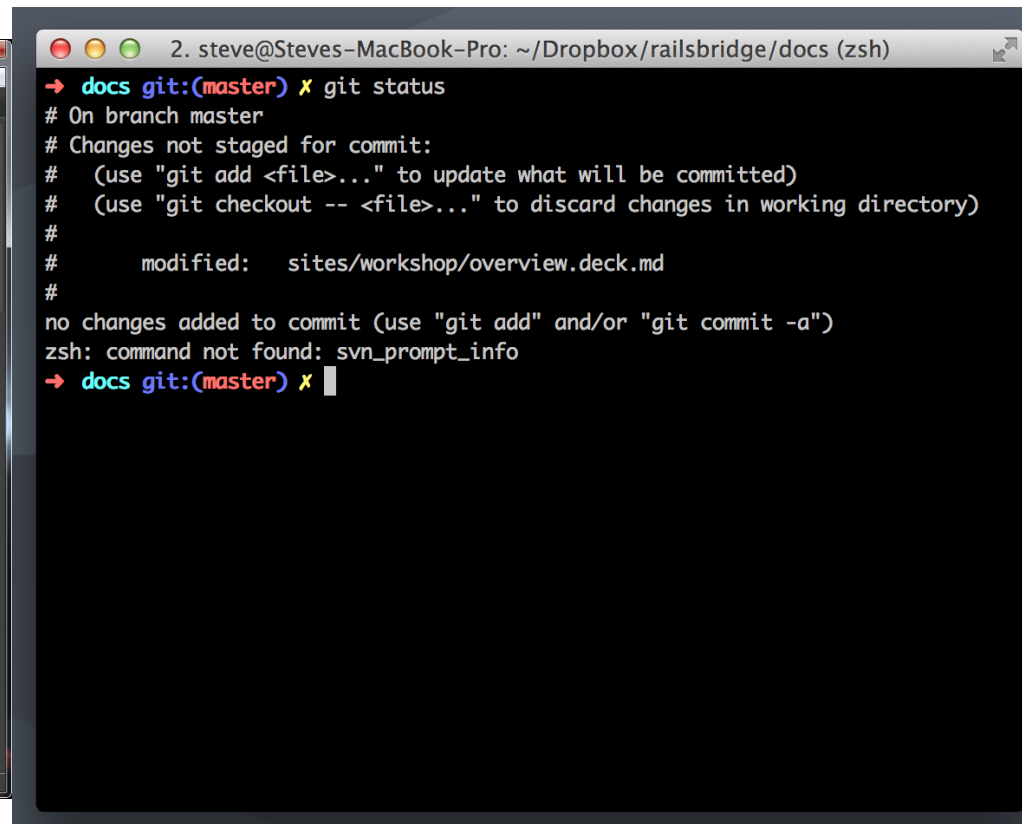 2. steve@Steves-MacBook-Pro: ~/Dropbox/railsbridge/docs (zsh)
➜ docs git:(master) ✗ git status
# On branch master
# Changes not staged for commit:
#   (use "git add <file>..." to update what will be committed)
#   (use "git checkout -- <file>..." to discard changes in working directory)
#
#       modified:   sites/workshop/overview.deck.md
#
no changes added to commit (use "git add" and/or "git commit -a")
zsh: command not found: svn_prompt_info
➜ docs git:(master) ✗